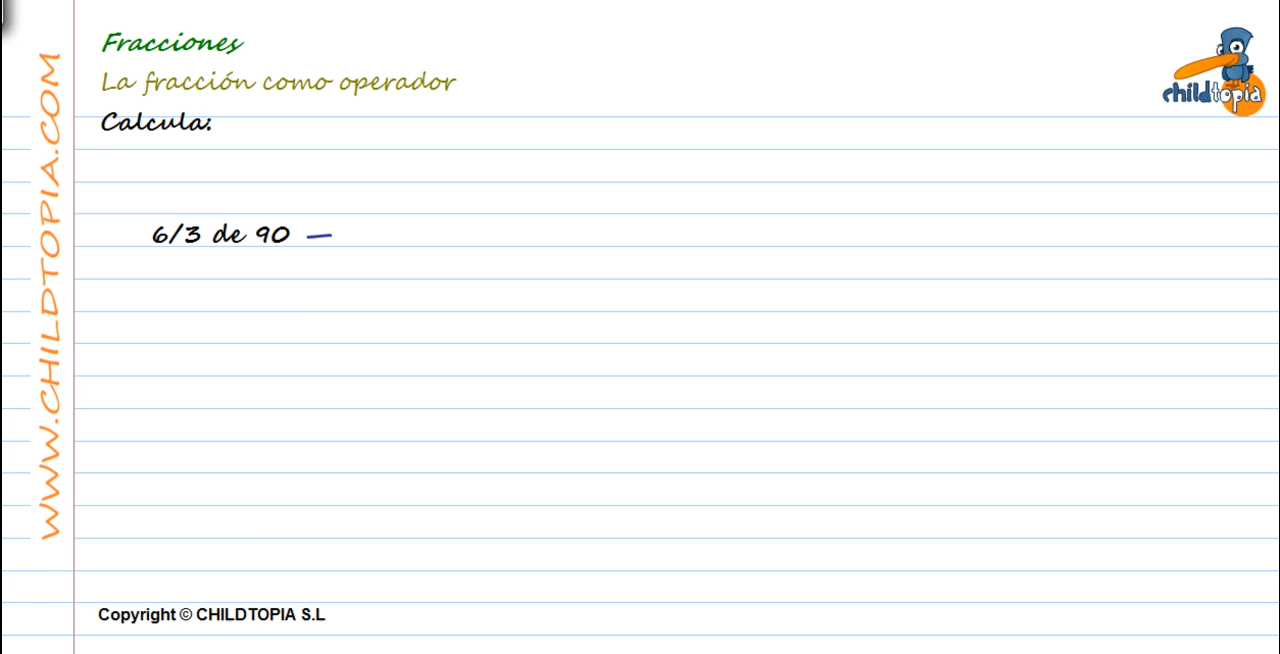 Fracciones
La fracción como operador
Calcula:
childtopia
WWW.CHILDTOPIA.COM
6/3 de 90 —
Copyright © CHILDTOPIA S.L